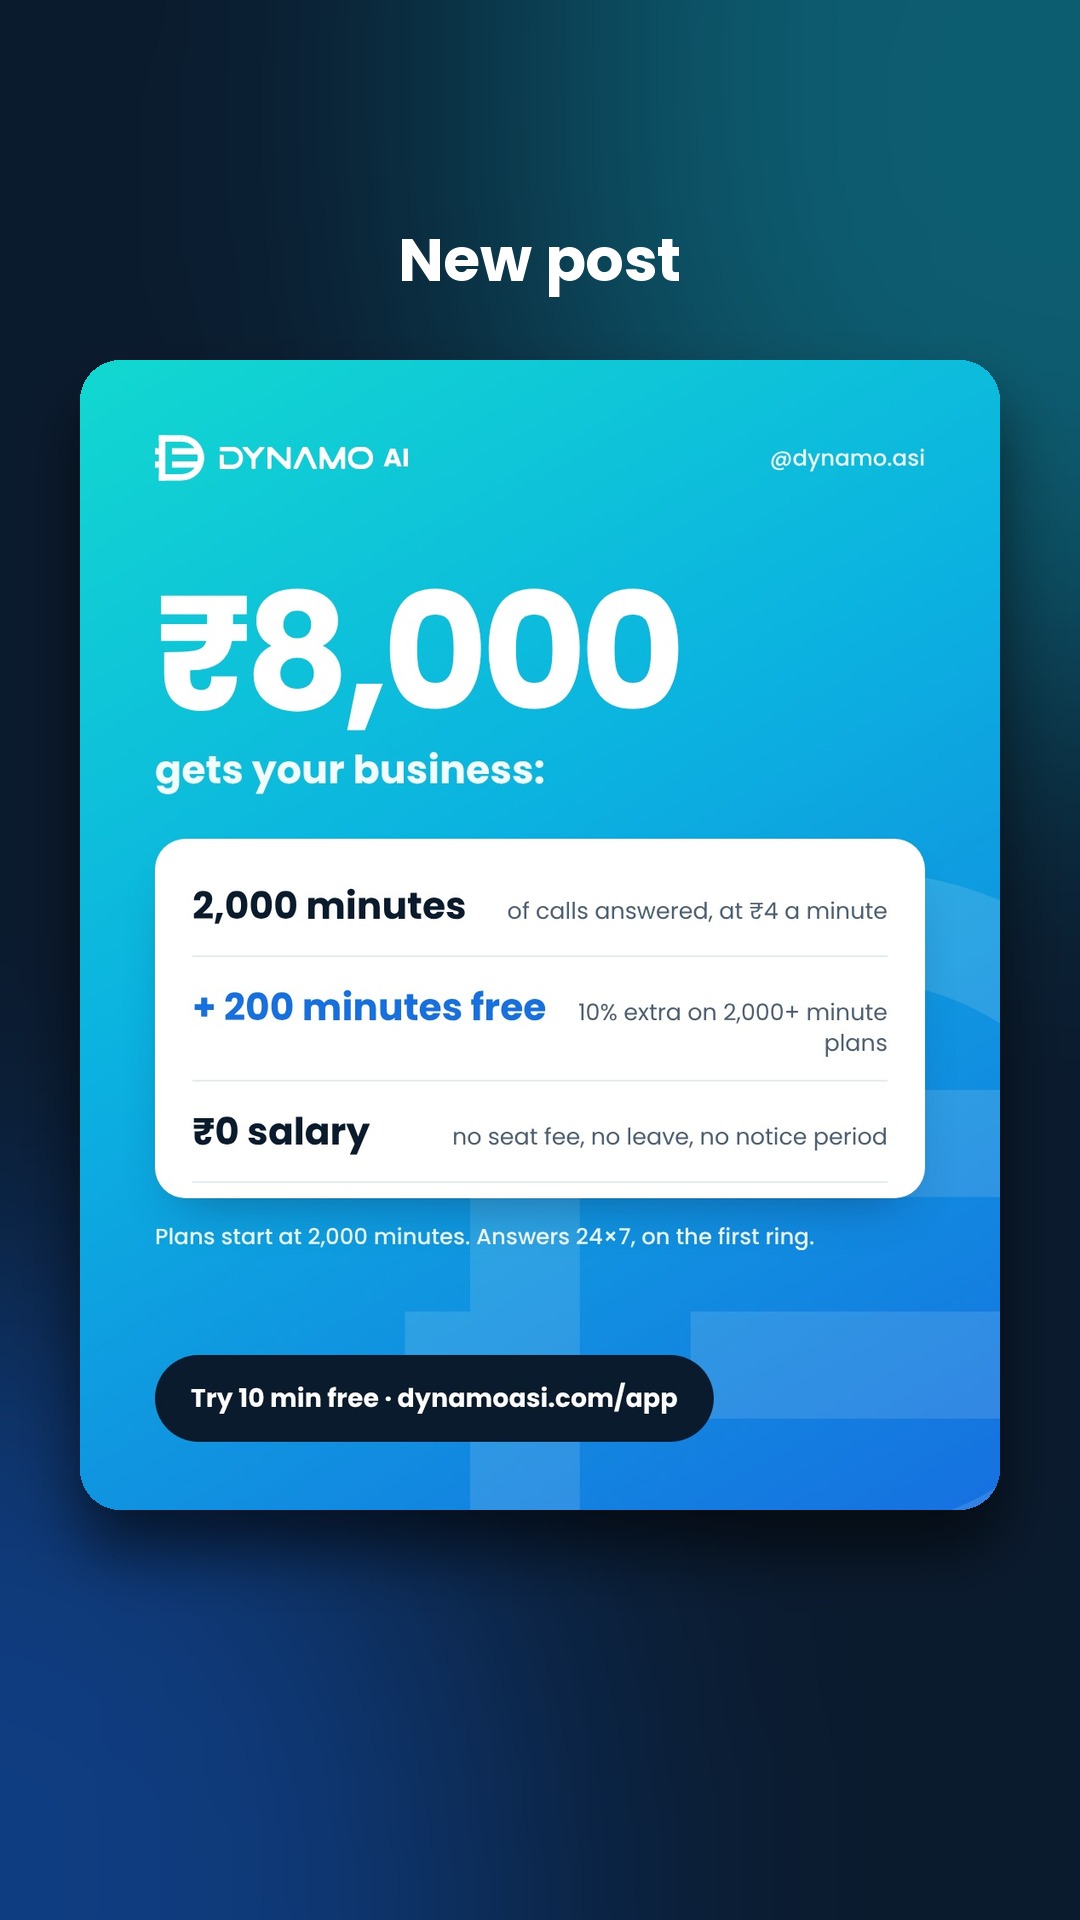 New post
DYNAMO AI
@dynamo.asi
₹8,000
gets your business:
2,000 minutes of calls answered, at ₹4 a minute
+ 200 minutes free 10% extra on 2,000+ minute
plans
₹0 salary no seat fee, no leave, no notice period
Plans start at 2,000 minutes. Answers 24×7, on the first ring.
Try 10 min free · dynamoasi.com/app